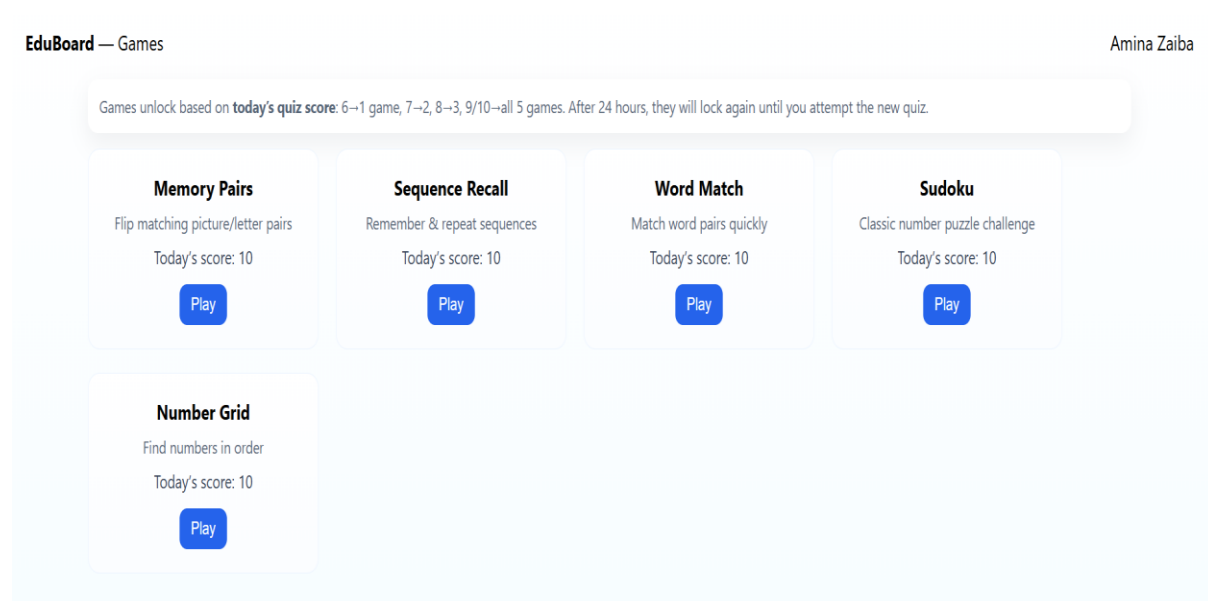 EduBoard — Games
Amina Zaiba
Games unlock based on today's quiz score: 6→1 game, 7→2, 8→3, 9/10→all 5 games. After 24 hours, they will lock again until you attempt the new quiz.
Memory Pairs
Flip matching picture/letter pairs
Today's score: 10
Play
Sequence Recall
Remember & repeat sequences
Today's score: 10
Play
Word Match
Match word pairs quickly
Today's score: 10
Play
Sudoku
Classic number puzzle challenge
Today's score: 10
Play
Number Grid
Find numbers in order
Today's score: 10
Play